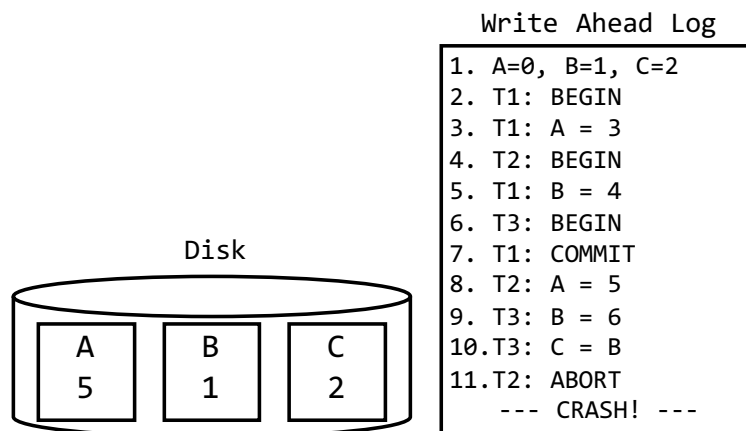 Write Ahead Log
1. A=0, B=1, C=2
2. T1: BEGIN
3. T1: A = 3
4. T2: BEGIN
5. T1: B = 4
6. T3: BEGIN
7. T1: COMMIT
8. T2: A = 5
9. T3: B = 6
10.T3: C = B
11.T2: ABORT
--- CRASH! ---
Disk
A B C
5 1 2